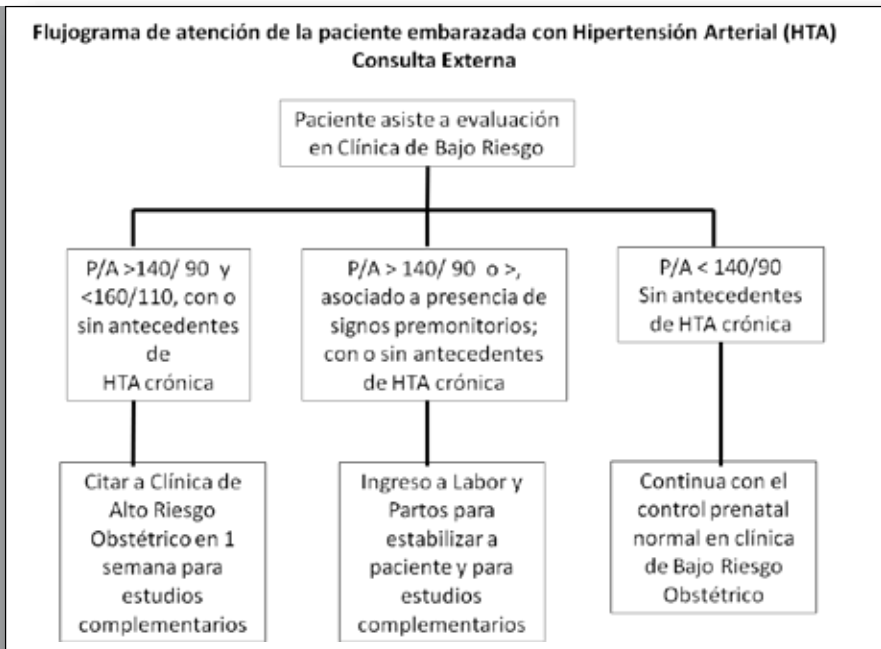 Flujograma de atención de la paciente embarazada con Hipertensión Arterial (HTA)
Consulta Externa
Paciente asiste a evaluación
en Clínica de Bajo Riesgo
P/A >140/ 90 y
<160/110, con o
sin antecedentes
de
HTA crónica
P/A > 140/ 90 o >,
asociado a presencia de
signos premonitorios;
con o sin antecedentes
de HTA crónica
P/A < 140/90
Sin antecedentes
de HTA crónica
Citar a Clínica de
Alto Riesgo
Obstétrico en 1
semana para
estudios
complementarios
Ingreso a Labor y
Partos para
estabilizar a
paciente y para
estudios
complementarios
Continua con el
control prenatal
normal en clínica
de Bajo Riesgo
Obstétrico